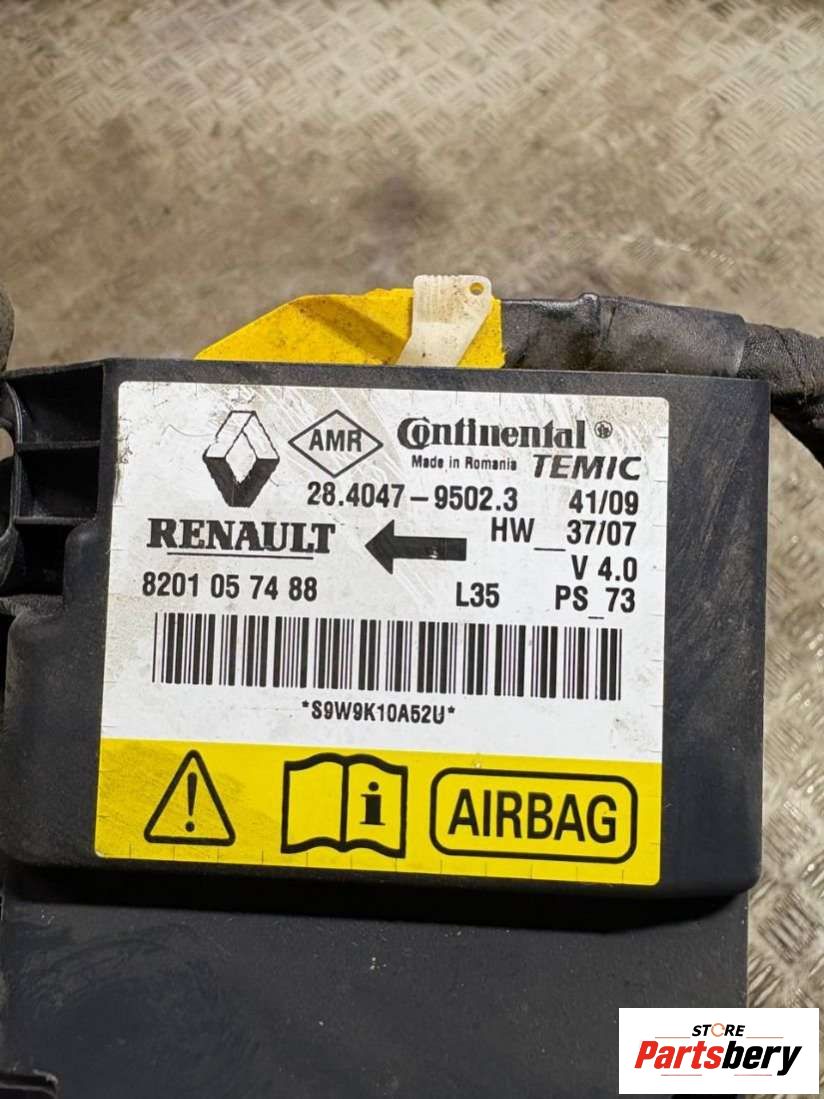 AMR Continental
Made in Romania TEMIC
28.4047-9502.3 41/09
RENAULT HW__37/07
V 4.0
8201 05 74 88 L35 PS_73
*S9W9K10A52U*
! i AIRBAG
STORE
Partsbery